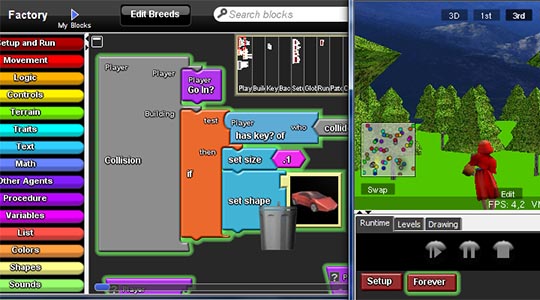 Factory
My Blocks
Edit Breeds
Search blocks
3D
1st
3rd
Setup and Run
Movement
Logic
Controls
Terrain
Traits
Text
Math
Other Agents
Procedure
Variables
List
Colors
Shapes
Sounds
Player
Player
Player
Go in?
Building
test
Player
has key? of
who
collid
then
set size
.1
Collision
if
set shape
Swap
Edit
FPS: 4,2
Runtime
Levels
Drawing
Setup
Forever
Player